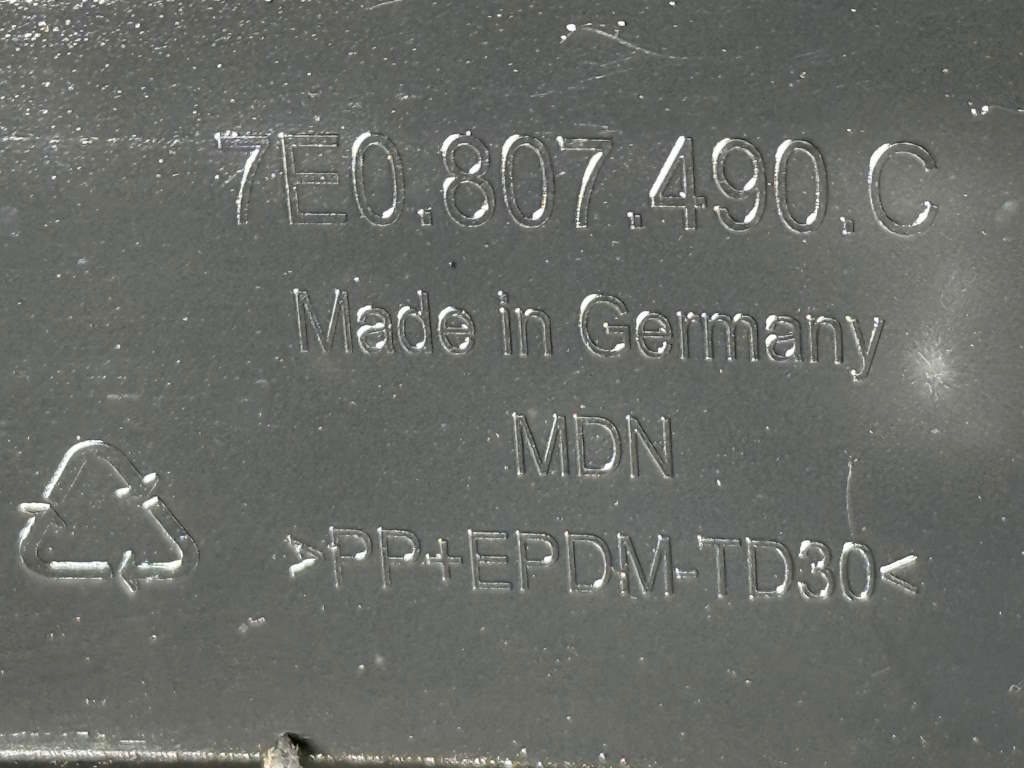 7E0.807.490.C
Made in Germany
MDN
>PP+EPDM-TD30<